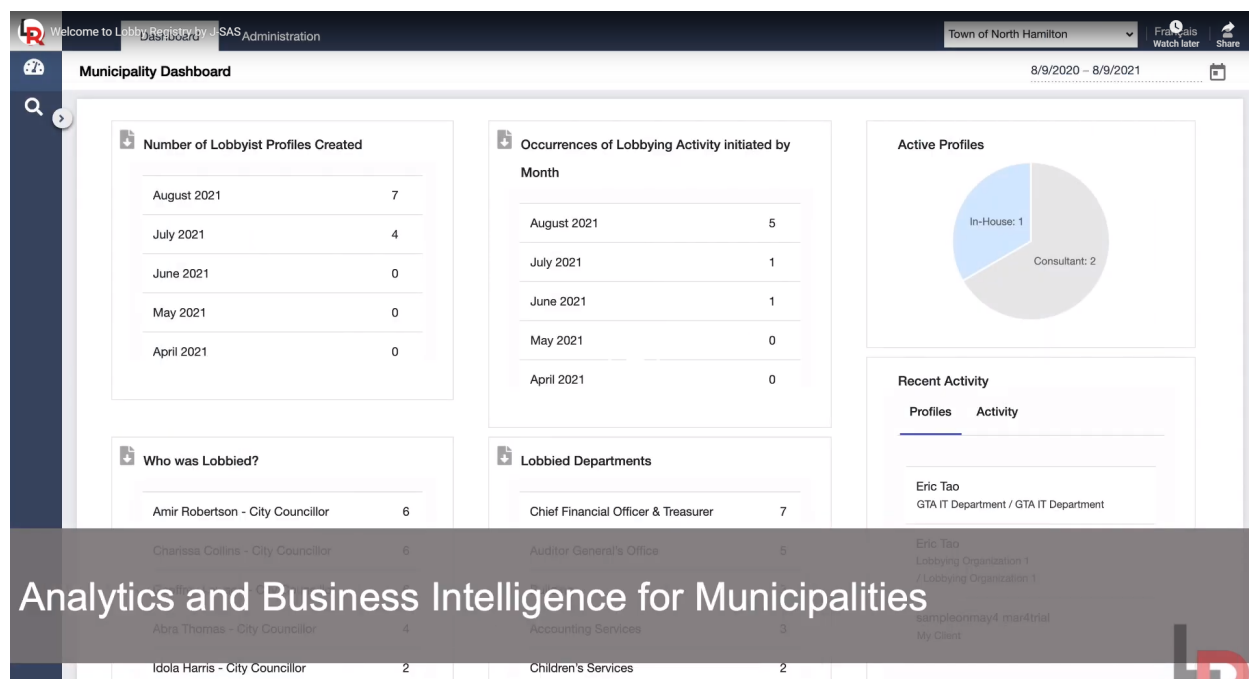 Welcome to Lobby Registry by J-SAS
Dashboard
Administration
Town of North Hamilton
Français
Watch later
Share
Municipality Dashboard
8/9/2020 – 8/9/2021
Number of Lobbyist Profiles Created
August 2021 7
July 2021 4
June 2021 0
May 2021 0
April 2021 0
Occurrences of Lobbying Activity initiated by
Month
August 2021 5
July 2021 1
June 2021 1
May 2021 0
April 2021 0
Active Profiles
In-House: 1
Consultant: 2
Recent Activity
Profiles Activity
Eric Tao
GTA IT Department / GTA IT Department
Eric Tao
Lobbying Organization 1
/ Lobbying Organization 1
sampleonmay4 mar4trial
My Client
Who was Lobbied?
Amir Robertson - City Councillor 6
Collins - City Councillor 6
Abra Thomas - City Councillor 4
Idola Harris - City Councillor 2
Lobbied Departments
Chief Financial Officer & Treasurer 7
Auditor General's Office 5
Accounting Services 3
Children's Services 2
Analytics and Business Intelligence for Municipalities
LR